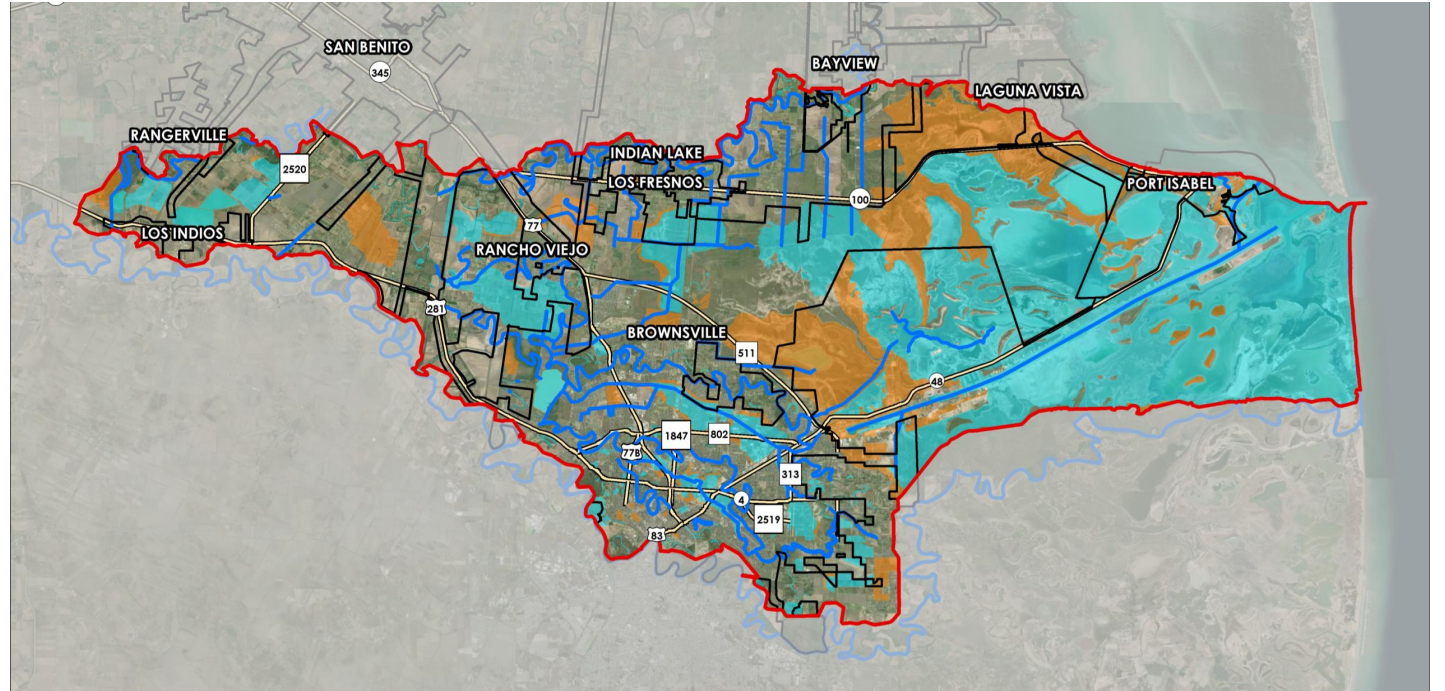 SAN BENITO
345
BAYVIEW
LAGUNA VISTA
RANGERVILLE
2520
INDIAN LAKE
LOS FRESNOS
100
PORT ISABEL
LOS INDIOS
77
RANCHO VIEJO
281
BROWNSVILLE
511
48
1847
802
77B
313
4
2519
83